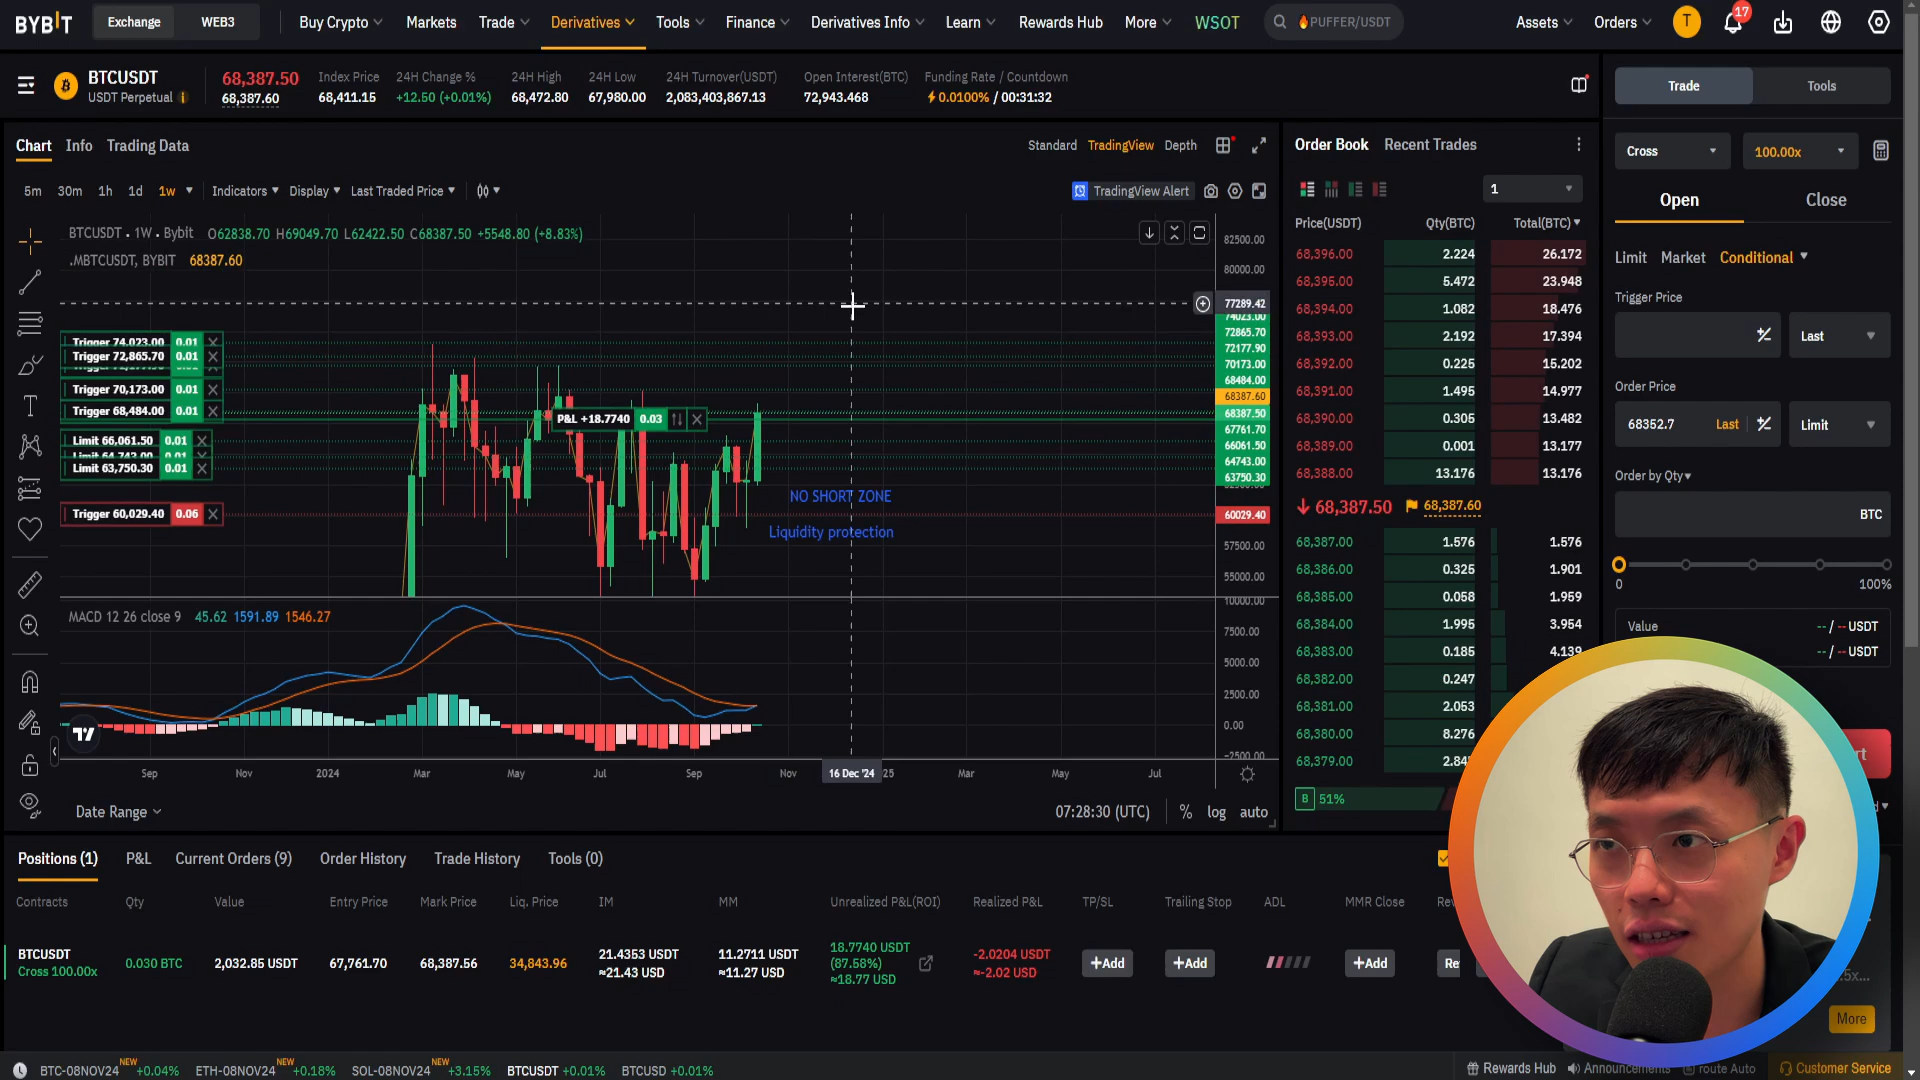 BYBIT Exchange WEB3 Buy Crypto Markets Trade Derivatives Tools Finance Derivatives Info Learn Rewards Hub More WSOT PUFFER/USDT Assets Orders T 17
BTCUSDT
USDT Perpetual
68,387.50
68,387.60
Index Price
68,411.15
24H Change %
+12.50 (+0.01%)
24H High
68,472.80
24H Low
67,980.00
24H Turnover(USDT)
2,083,403,867.13
Open Interest(BTC)
72,943.468
Funding Rate / Countdown
0.0100% / 00:31:32
Trade Tools
Chart Info Trading Data Standard TradingView Depth
5m 30m 1h 1d 1w Indicators Display Last Traded Price TradingView Alert
BTCUSDT • 1W • Bybit O62838.70 H69049.70 L62422.50 C68387.50 +5548.80 (+8.83%)
.MBTCUSDT, BYBIT 68387.60
82500.00
80000.00
77289.42
74023.00
72865.70
72177.90
70173.00
68484.00
68387.60
68387.50
67761.70
66061.50
64743.00
63750.30
60029.40
57500.00
55000.00
Trigger 74,023.00 0.01
Trigger 72,865.70 0.01
Trigger 70,173.00 0.01
Trigger 68,484.00 0.01
P&L +18.7740 0.03
Limit 66,061.50 0.01
Limit 64,743.00 0.01
Limit 63,750.30 0.01
Trigger 60,029.40 0.06
NO SHORT ZONE
Liquidity protection
MACD 12 26 close 9 45.62 1591.89 1546.27
10000.00
7500.00
5000.00
2500.00
0.00
-2500.00
Sep Nov 2024 Mar May Jul Sep Nov 16 Dec '24 25 Mar May Jul
Date Range 07:28:30 (UTC) % log auto
Order Book Recent Trades
1
Price(USDT) Qty(BTC) Total(BTC)
68,396.00 2.224 26.172
68,395.00 5.472 23.948
68,394.00 1.082 18.476
68,393.00 2.192 17.394
68,392.00 0.225 15.202
68,391.00 1.495 14.977
68,390.00 0.305 13.482
68,389.00 0.001 13.177
68,388.00 13.176 13.176
68,387.50 68,387.60
68,387.00 1.576 1.576
68,386.00 0.325 1.901
68,385.00 0.058 1.959
68,384.00 1.995 3.954
68,383.00 0.185 4.139
68,382.00 0.247
68,381.00 2.053
68,380.00 8.276
68,379.00 2.84
B 51%
Cross 100.00x
Open Close
Limit Market Conditional
Trigger Price
Last
Order Price
68352.7 Last Limit
Order by Qty
BTC
0 100%
Value -- / -- USDT
-- / -- USDT
Positions (1) P&L Current Orders (9) Order History Trade History Tools (0)
Contracts Qty Value Entry Price Mark Price Liq. Price IM MM Unrealized P&L(ROI) Realized P&L TP/SL Trailing Stop ADL MMR Close Rev
BTCUSDT
Cross 100.00x
0.030 BTC 2,032.85 USDT 67,761.70 68,387.56 34,843.96
21.4353 USDT
≈21.43 USD
11.2711 USDT
≈11.27 USD
18.7740 USDT
(87.58%)
≈18.77 USD
-2.0204 USDT
≈-2.02 USD
+Add +Add +Add Re
.5x...
More
BTC-08NOV24 NEW +0.04% ETH-08NOV24 NEW +0.18% SOL-08NOV24 NEW +3.15% BTCUSDT +0.01% BTCUSD +0.01% Rewards Hub Announcements route Auto Customer Service